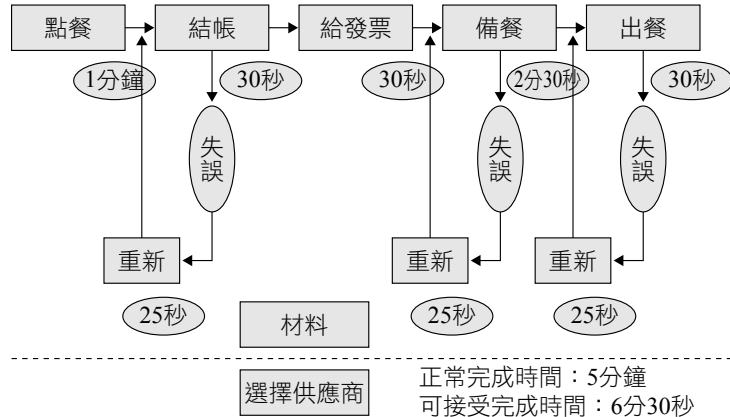 點餐 結帳 給發票 備餐 出餐
1分鐘 30秒 30秒 2分30秒 30秒
失誤 失誤 失誤
重新 重新 重新
25秒 25秒 25秒
材料
選擇供應商
正常完成時間：5分鐘
可接受完成時間：6分30秒